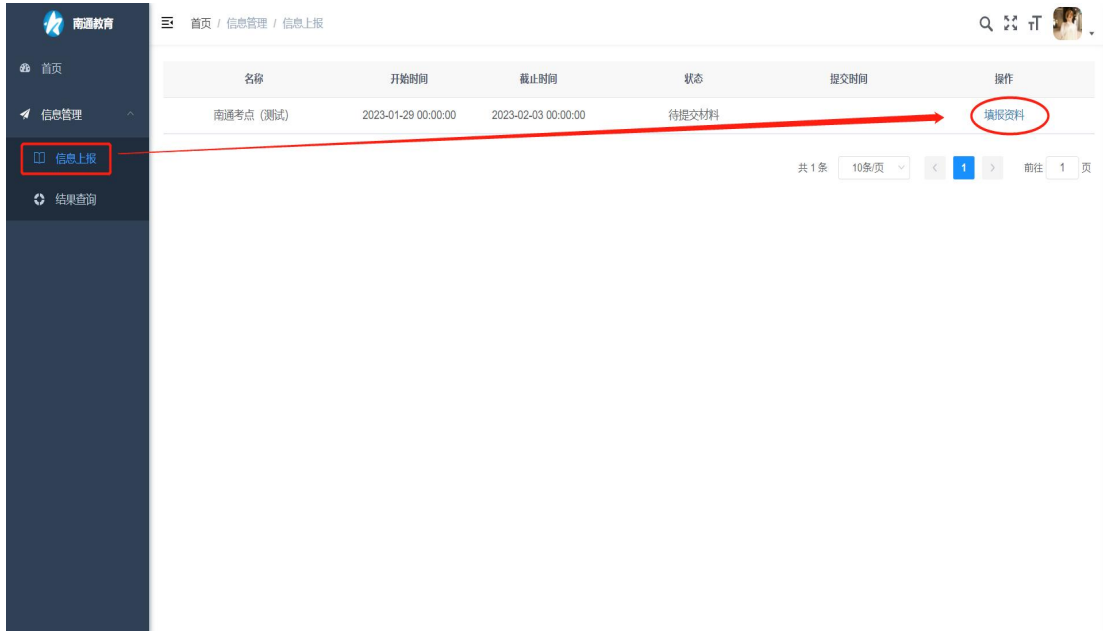 南通教育
首页 / 信息管理 / 信息上报
首页
信息管理
信息上报
结果查询
名称 开始时间 截止时间 状态 提交时间 操作
南通考点（测试） 2023-01-29 00:00:00 2023-02-03 00:00:00 待提交材料 填报资料
共 1 条 10条/页 < 1 > 前往 1 页